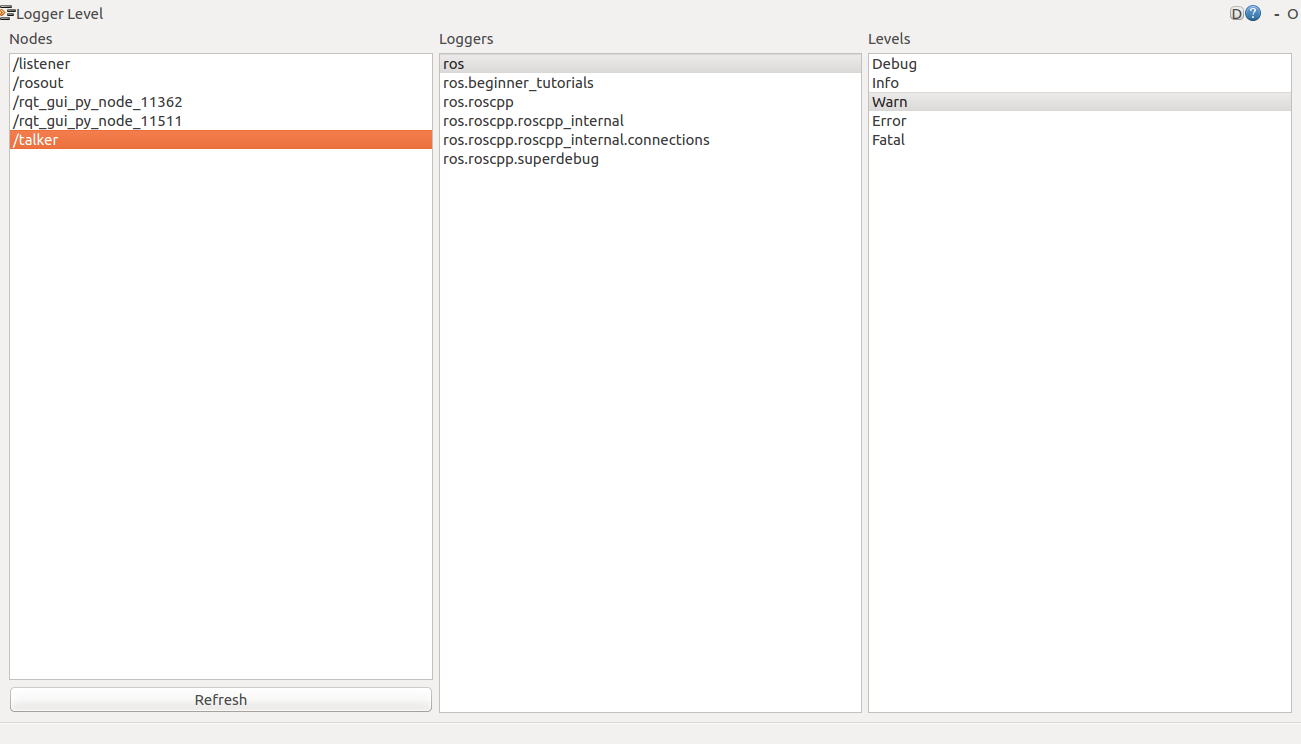 Logger Level
D ? - O
Nodes
/listener
/rosout
/rqt_gui_py_node_11362
/rqt_gui_py_node_11511
/talker
Refresh
Loggers
ros
ros.beginner_tutorials
ros.roscpp
ros.roscpp.roscpp_internal
ros.roscpp.roscpp_internal.connections
ros.roscpp.superdebug
Levels
Debug
Info
Warn
Error
Fatal